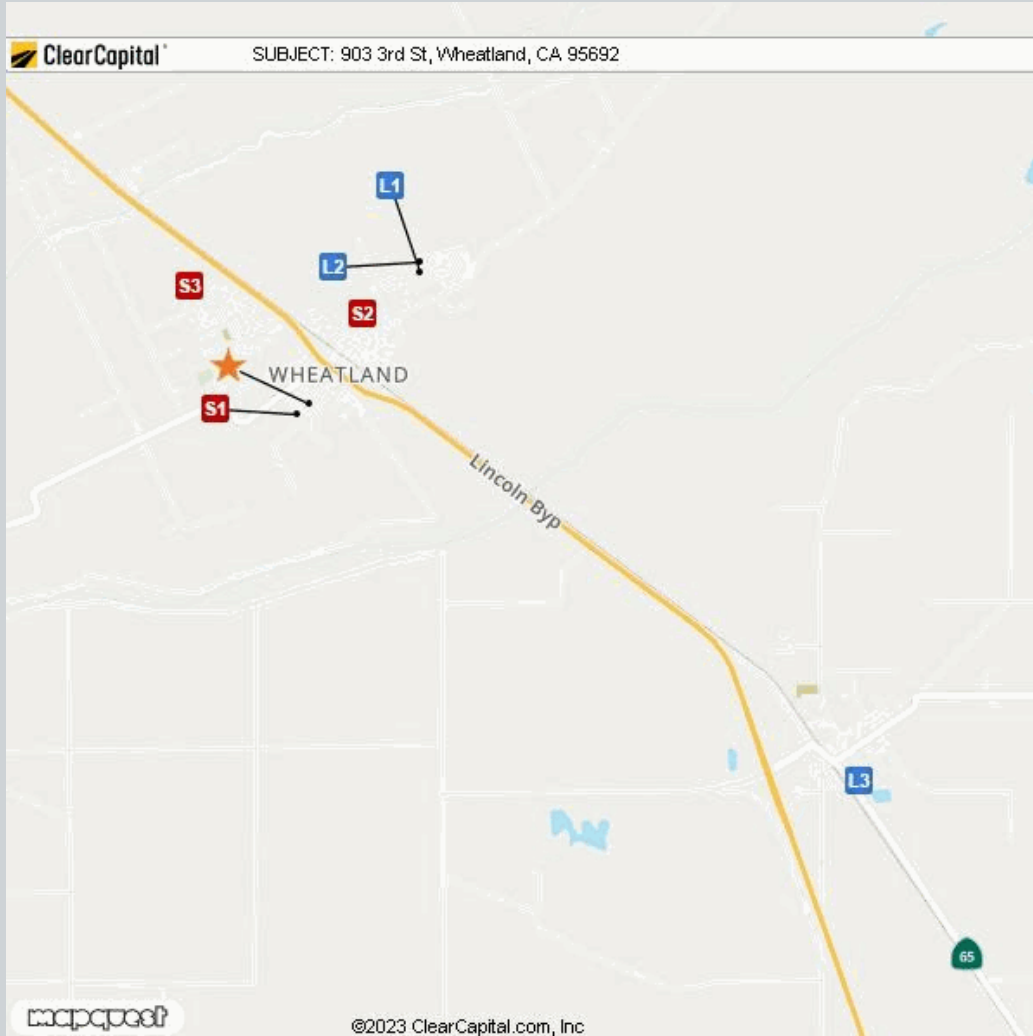 ClearCapital
SUBJECT: 903 3rd St, Wheatland, CA 95692
L1
L2
S3
S2
WHEATLAND
S1
Lincoln Byp
L3
65
mapquest
©2023 ClearCapital.com, Inc